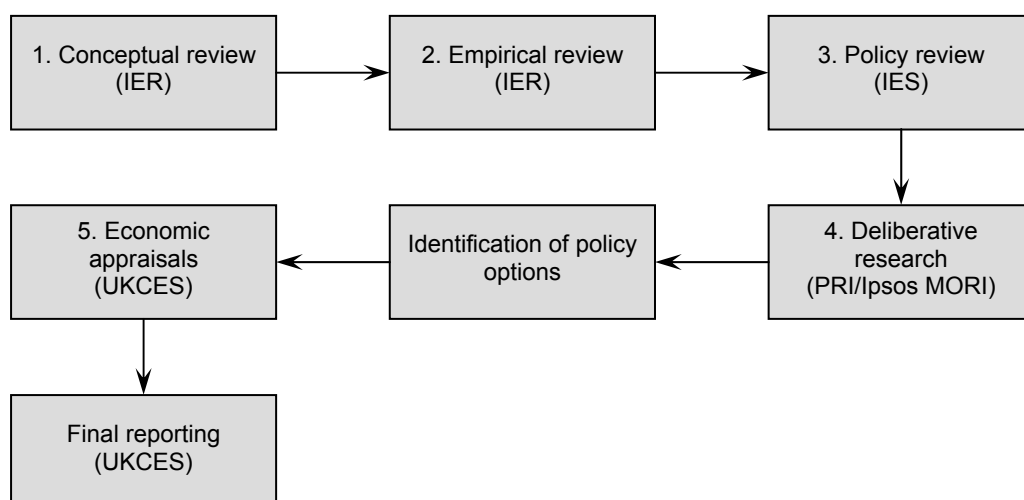 1. Conceptual review
(IER)
2. Empirical review
(IER)
3. Policy review
(IES)
5. Economic
appraisals
(UKCES)
Identification of policy
options
4. Deliberative
research
(PRI/Ipsos MORI)
Final reporting
(UKCES)